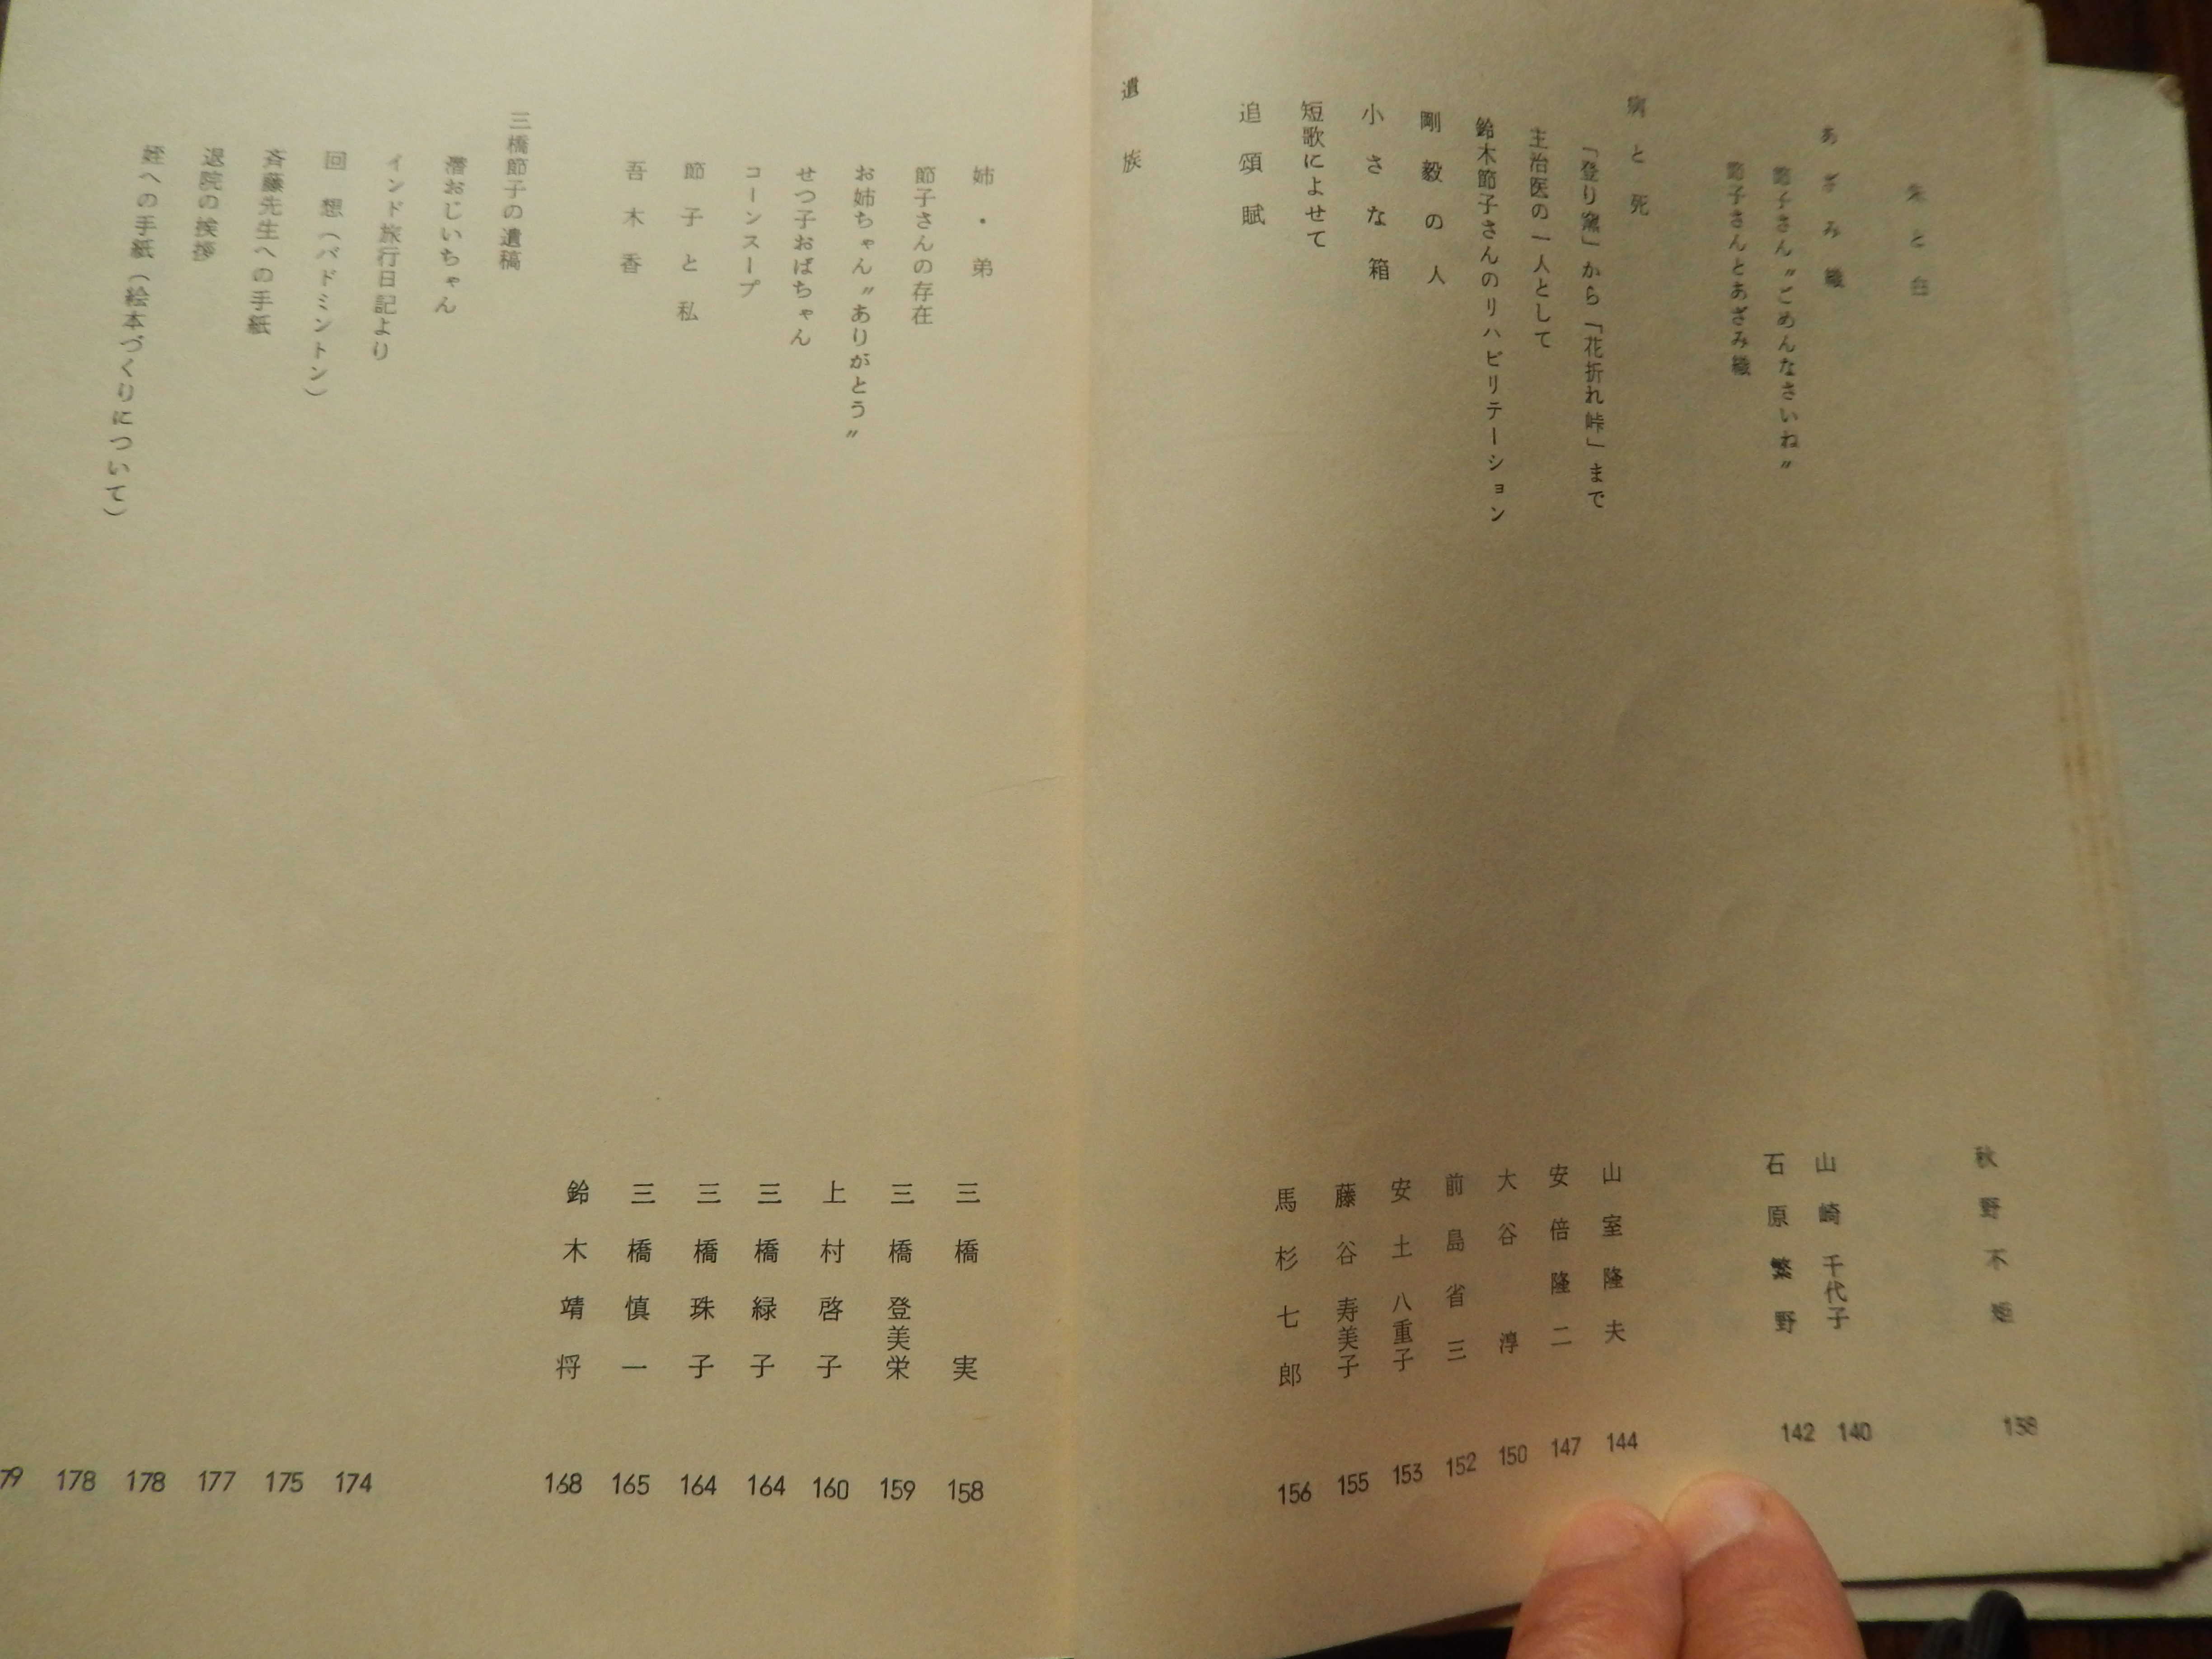 朱と白 秋野不矩 138
あざみ織
節子さん〝ごめんなさいね〟 山崎千代子 140
節子さんとあざみ織 石原繁野 142
病と死
「登り窯」から「花折れ峠」まで 山室隆夫 144
主治医の一人として 安倍隆二 147
鈴木節子さんのリハビリテーション 大谷淳 150
剛毅の人 前島省三 152
小さな箱 安土八重子 153
短歌によせて 藤谷寿美子 155
追頌賦 馬杉七郎 156
遺族
姉・弟 三橋実 158
節子さんの存在 三橋登美栄 159
お姉ちゃん〝ありがとう〟 上村啓子 160
せつ子おばちゃん 三橋緑子 164
コーンスープ 三橋珠子 164
節子と私 三橋慎一 165
吾木香 鈴木靖将 168
三橋節子の遺稿
潜おじいちゃん 174
インド旅行日記より 175
回想(バドミントン) 177
斉藤先生への手紙 178
退院の挨拶 178
姪への手紙(絵本づくりについて) 79